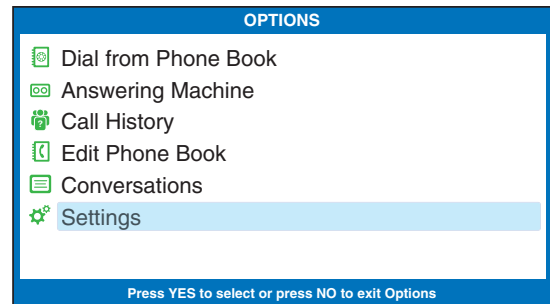 OPTIONS
Dial from Phone Book
Answering Machine
Call History
Edit Phone Book
Conversations
Settings
Press YES to select or press NO to exit Options